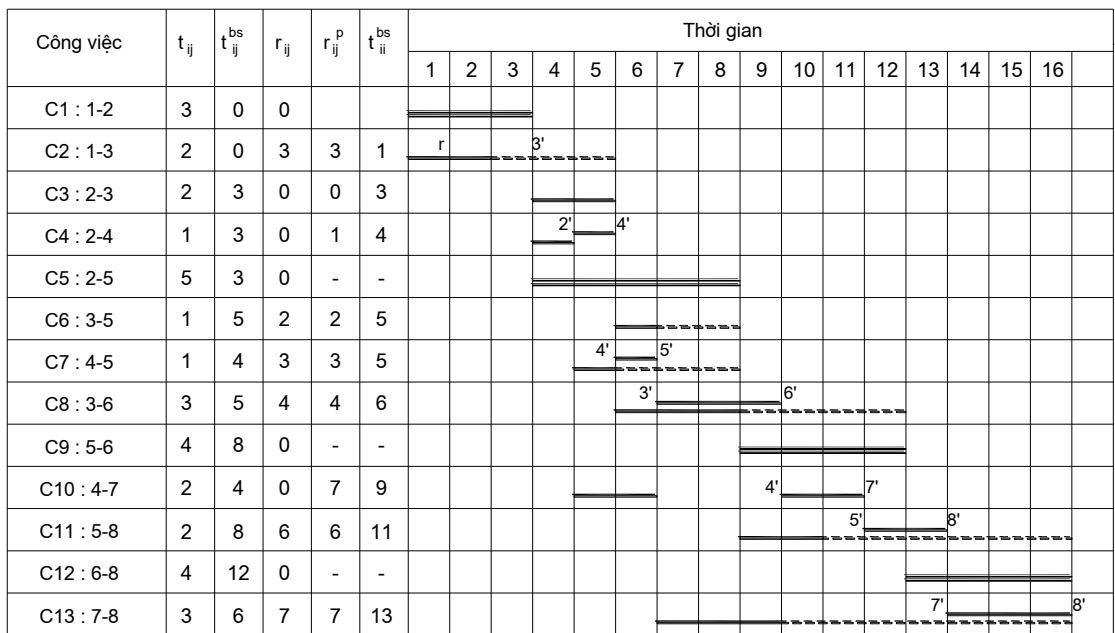 Công việc t ij t bs ij r ij r p ij t bs ii Thời gian
1 2 3 4 5 6 7 8 9 10 11 12 13 14 15 16
C1 : 1-2 3 0 0
C2 : 1-3 2 0 3 3 1 r 3'
C3 : 2-3 2 3 0 0 3
C4 : 2-4 1 3 0 1 4 2' 4'
C5 : 2-5 5 3 0 - -
C6 : 3-5 1 5 2 2 5
C7 : 4-5 1 4 3 3 5 4' 5'
C8 : 3-6 3 5 4 4 6 3' 6'
C9 : 5-6 4 8 0 - -
C10 : 4-7 2 4 0 7 9 4' 7'
C11 : 5-8 2 8 6 6 11 5' 8'
C12 : 6-8 4 12 0 - -
C13 : 7-8 3 6 7 7 13 7' 8'